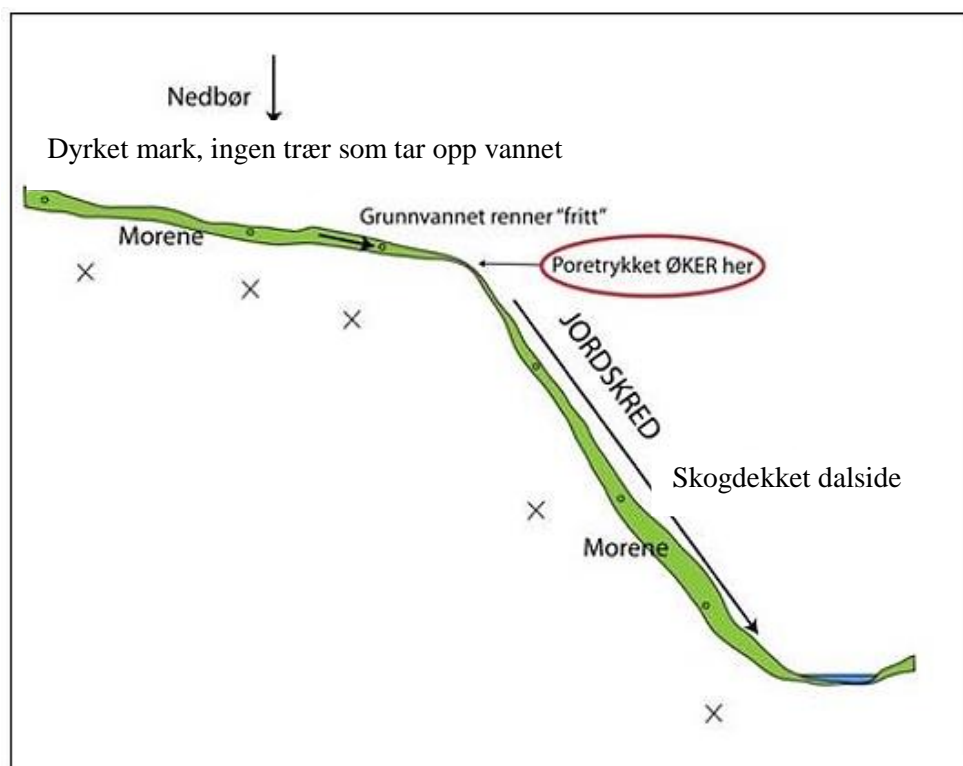 Nedbør
Dyrket mark, ingen trær som tar opp vannet
Grunnvannet renner "fritt"
Morene
Poretrykket ØKER her
JORDSKRED
Skogdekket dalside
Morene